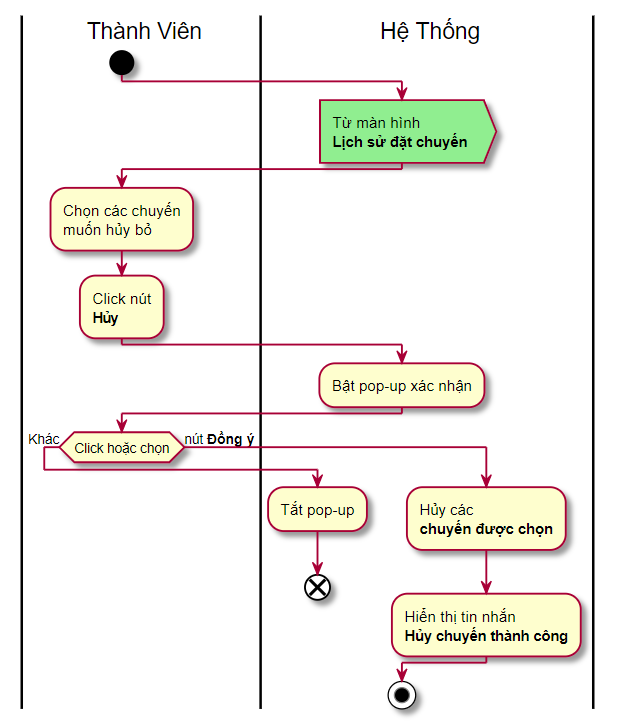 Thành Viên
Hệ Thống
Từ màn hình
Lịch sử đặt chuyến
Chọn các chuyến
muốn hủy bỏ
Click nút
Hủy
Bật pop-up xác nhận
Khác
Click hoặc chọn
nút Đồng ý
Tắt pop-up
Hủy các
chuyến được chọn
Hiển thị tin nhắn
Hủy chuyến thành công